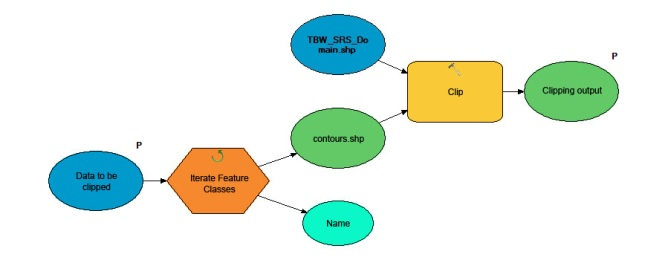 TBW_SRS_Do
main.shp
P
Clip
Clipping output
contours.shp
P
Data to be
clipped
Iterate Feature
Classes
Name